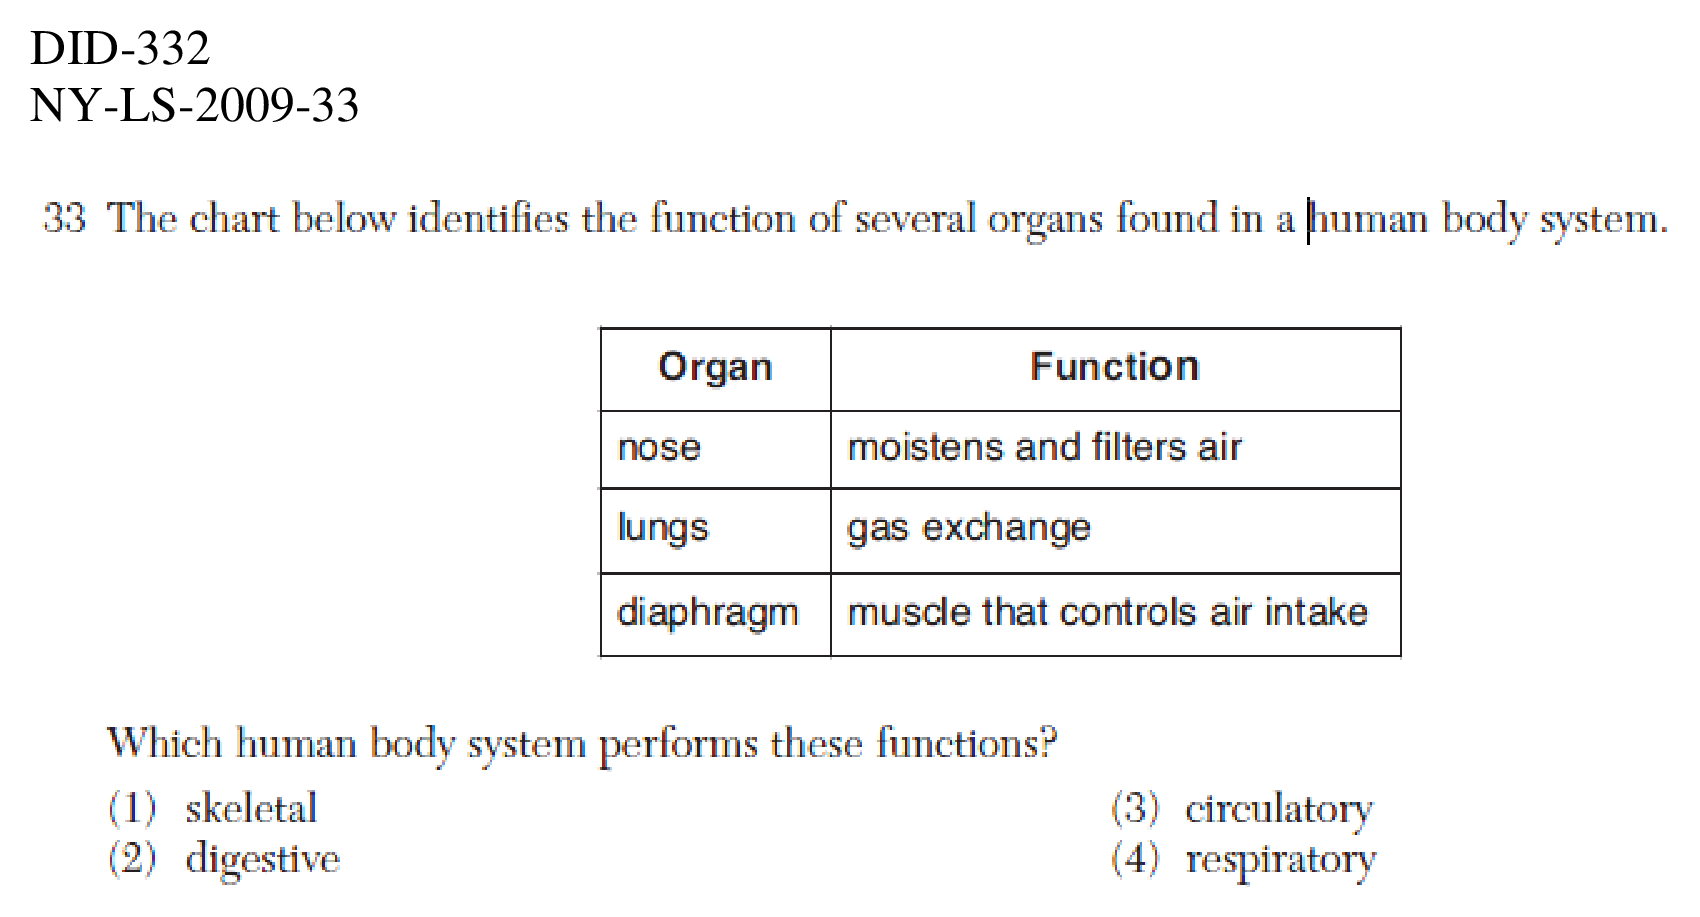 DID-332
NY-LS-2009-33
33 The chart below identifies the function of several organs found in a human body system.
Organ Function
nose moistens and filters air
lungs gas exchange
diaphragm muscle that controls air intake
Which human body system performs these functions?
(1) skeletal (3) circulatory
(2) digestive (4) respiratory